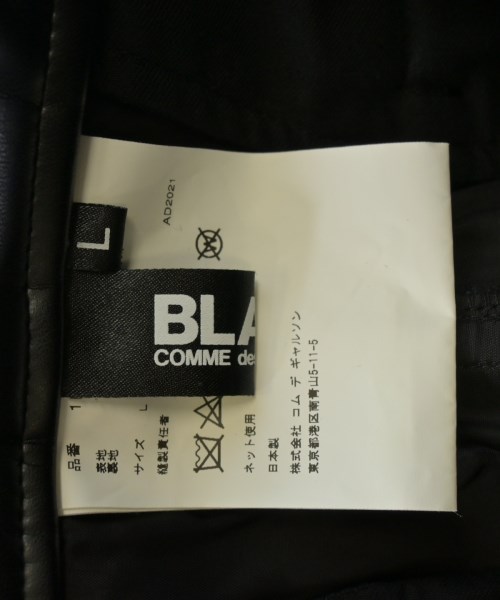 L
BLA
COMME de
AD2021
W
品番 1
表地
裏地
サイズ L
縫製責任者
ネット使用
日本製
株式会社 コム デ ギャルソン
東京都港区南青山5-11-5